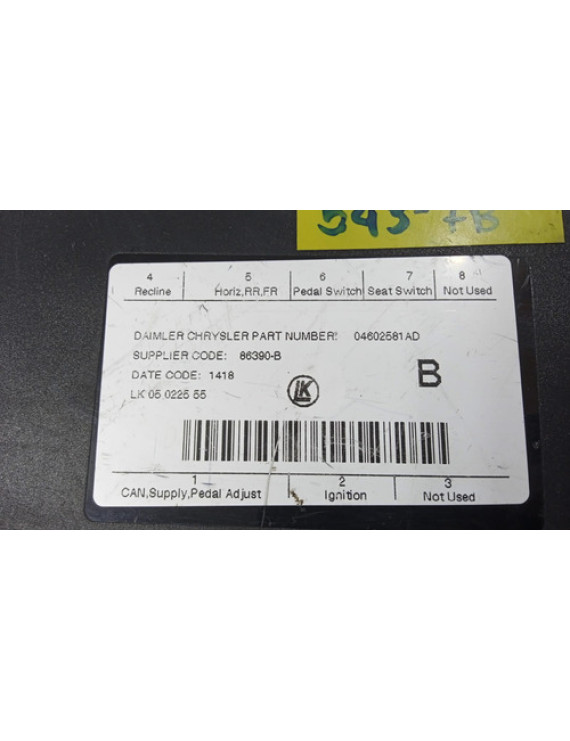 543-7B
4 5 6 7 8
Recline Horiz,RR,FR Pedal Switch Seat Switch Not Used
DAIMLER CHRYSLER PART NUMBER: 04602581AD
SUPPLIER CODE: 86390-B
DATE CODE: 1418
B
LK 05 0225 55
LK
1 2 3
CAN,Supply,Pedal Adjust Ignition Not Used